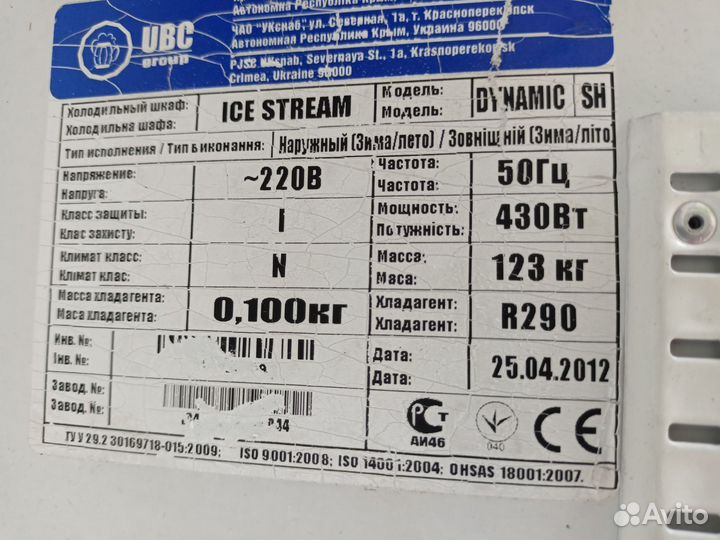 UBC
group
Автономна Республіка Крым,
ЧАО "УКснаб", ул. Северная, 1а, г. Красноперекопск
Автономная Республика Крым, Украина 96000
PJSC UKsnab, Severnaya St., 1a, Krasnoperekopsk
Crimea, Ukraine 96000
Холодильный шкаф:
Холодильна шафа:
ICE STREAM
Модель:
Модель:
DYNAMIC SH
Тип исполнения / Тип виконання: Наружный (Зима/лето) / Зовнішній (Зима/літо)
Напряжение:
Напруга:
~220В
Частота:
Частота:
50Гц
Класс защиты:
Клас захисту:
I
Мощность:
Потужність:
430Вт
Климат класс:
Клімат клас:
N
Масса:
Маса:
123 кг
Масса хладагента:
Маса хладагента:
0,100кг
Хладагент:
Хладагент:
R290
Инв. №:
Інв. №:
Дата:
Дата:
25.04.2012
Завод. №:
Завод. №:
РСТ
АИ46
040
CE
ТУ У 29.2 30169718-015:2009; ISO 9001:2008; ISO 14001:2004; OHSAS 18001:2007.
Avito